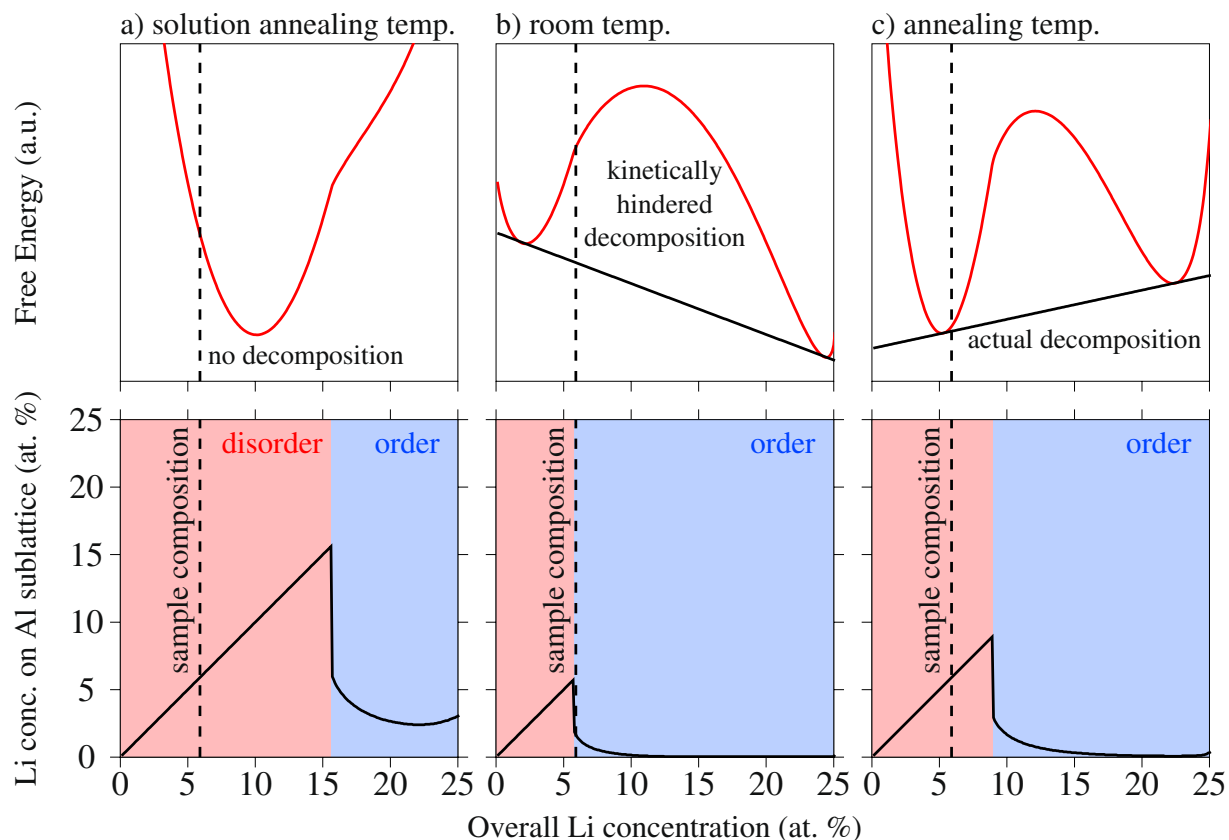 a) solution annealing temp.
b) room temp.
c) annealing temp.
Free Energy (a.u.)
no decomposition
kinetically
hindered
decomposition
actual decomposition
Li conc. on Al sublattice (at. %)
25
20
15
10
5
0
disorder
order
sample composition
order
sample composition
order
sample composition
0 5 10 15 20 25
0 5 10 15 20 25
0 5 10 15 20 25
Overall Li concentration (at. %)